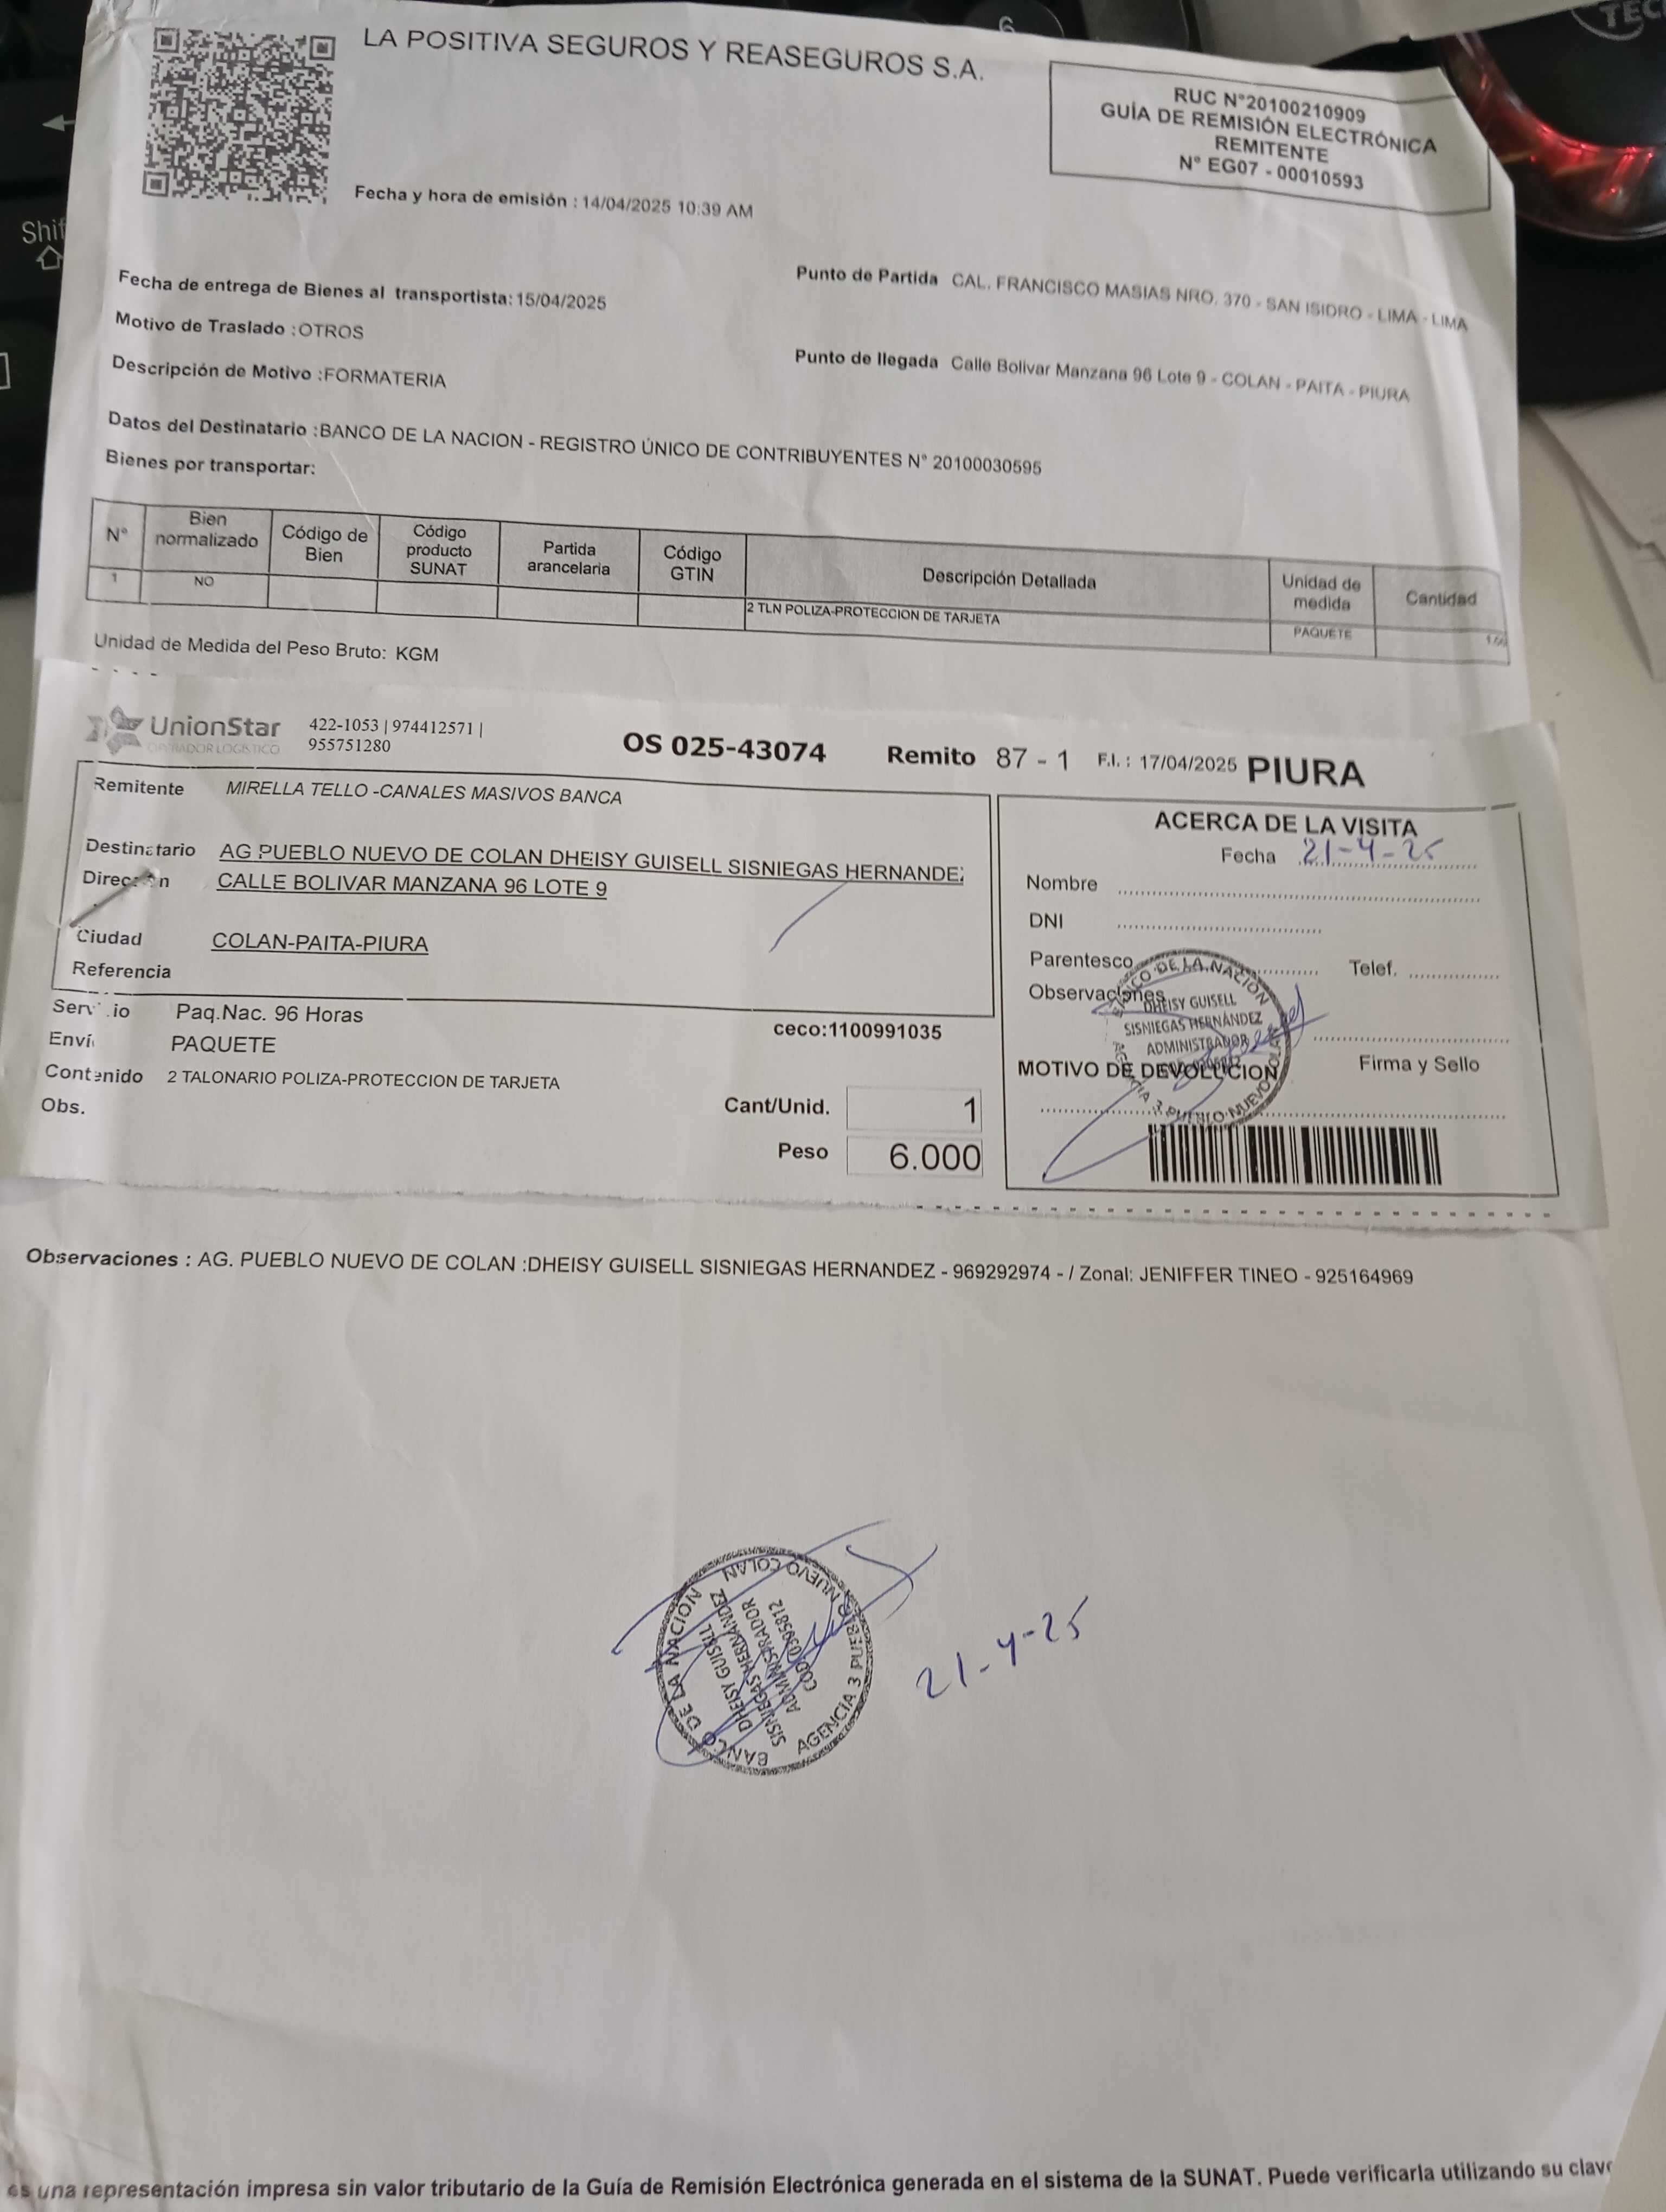 LA POSITIVA SEGUROS Y REASEGUROS S.A.
RUC N°20100210909
GUÍA DE REMISIÓN ELECTRÓNICA
REMITENTE
N° EG07 - 00010593
Fecha y hora de emisión : 14/04/2025 10:39 AM
Fecha de entrega de Bienes al transportista: 15/04/2025
Punto de Partida CAL. FRANCISCO MASIAS NRO. 370 - SAN ISIDRO - LIMA - LIMA
Motivo de Traslado :OTROS
Punto de llegada Calle Bolivar Manzana 96 Lote 9 - COLAN - PAITA - PIURA
Descripción de Motivo :FORMATERIA
Datos del Destinatario :BANCO DE LA NACION - REGISTRO ÚNICO DE CONTRIBUYENTES N° 20100030595
Bienes por transportar:
N° Bien normalizado Código de Bien Código producto SUNAT Partida arancelaria Código GTIN Descripción Detallada Unidad de medida Cantidad
1 NO 2 TLN POLIZA-PROTECCION DE TARJETA PAQUETE
Unidad de Medida del Peso Bruto: KGM
UnionStar
OPERADOR LOGISTICO
422-1053 | 974412571 |
955751280
OS 025-43074 Remito 87 - 1 F.I. : 17/04/2025 PIURA
Remitente MIRELLA TELLO -CANALES MASIVOS BANCA
Destinatario AG PUEBLO NUEVO DE COLAN DHEISY GUISELL SISNIEGAS HERNANDE
CALLE BOLIVAR MANZANA 96 LOTE 9
Ciudad COLAN-PAITA-PIURA
Referencia
Paq.Nac. 96 Horas
ceco:1100991035
PAQUETE
Contenido 2 TALONARIO POLIZA-PROTECCION DE TARJETA
Obs.
Cant/Unid. 1
Peso 6.000
ACERCA DE LA VISITA
Fecha 21-4-25
Nombre
DNI
Parentesco Telef.
Observaciones
DHEISY GUISELL
SISNIEGAS HERNÁNDEZ
ADMINISTRADOR
MOTIVO DE DEVOLUCION Firma y Sello
Observaciones : AG. PUEBLO NUEVO DE COLAN :DHEISY GUISELL SISNIEGAS HERNANDEZ - 969292974 - / Zonal: JENIFFER TINEO - 925164969
BANCO DE LA NACION
DHEISY GUISELL
SISNIEGAS HERNÁNDEZ
ADMINISTRADOR
COD 0395812
AGENCIA 3 PUEBLO NUEVO COLAN
21-4-25
es una representación impresa sin valor tributario de la Guía de Remisión Electrónica generada en el sistema de la SUNAT. Puede verificarla utilizando su clave